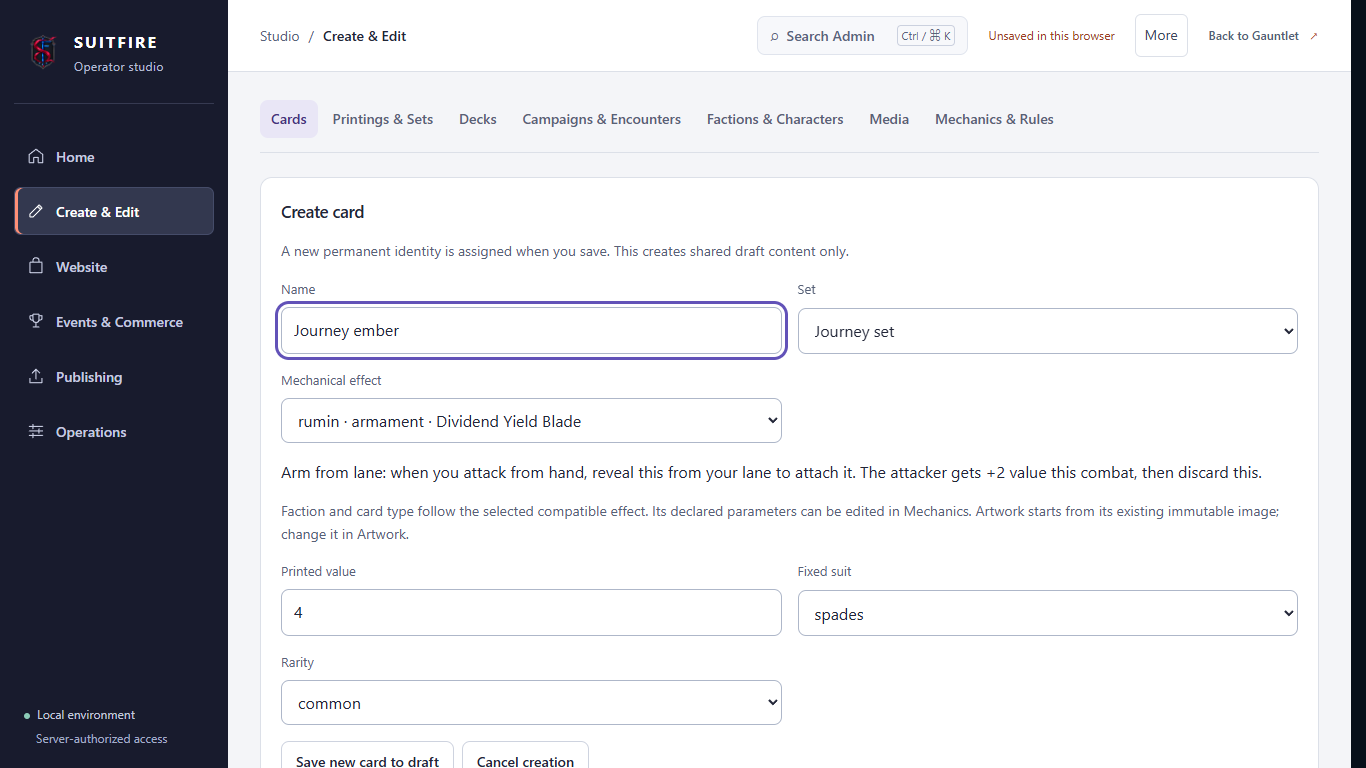 SUITFIRE
Operator studio
Home
Create & Edit
Website
Events & Commerce
Publishing
Operations
Local environment
Server-authorized access
Studio / Create & Edit
Search Admin Ctrl / ⌘ K
Unsaved in this browser
More
Back to Gauntlet ↗
Cards Printings & Sets Decks Campaigns & Encounters Factions & Characters Media Mechanics & Rules
Create card
A new permanent identity is assigned when you save. This creates shared draft content only.
Name Set
Journey ember Journey set
Mechanical effect
rumin · armament · Dividend Yield Blade
Arm from lane: when you attack from hand, reveal this from your lane to attach it. The attacker gets +2 value this combat, then discard this.
Faction and card type follow the selected compatible effect. Its declared parameters can be edited in Mechanics. Artwork starts from its existing immutable image;
change it in Artwork.
Printed value Fixed suit
4 spades
Rarity
common
Save new card to draft Cancel creation